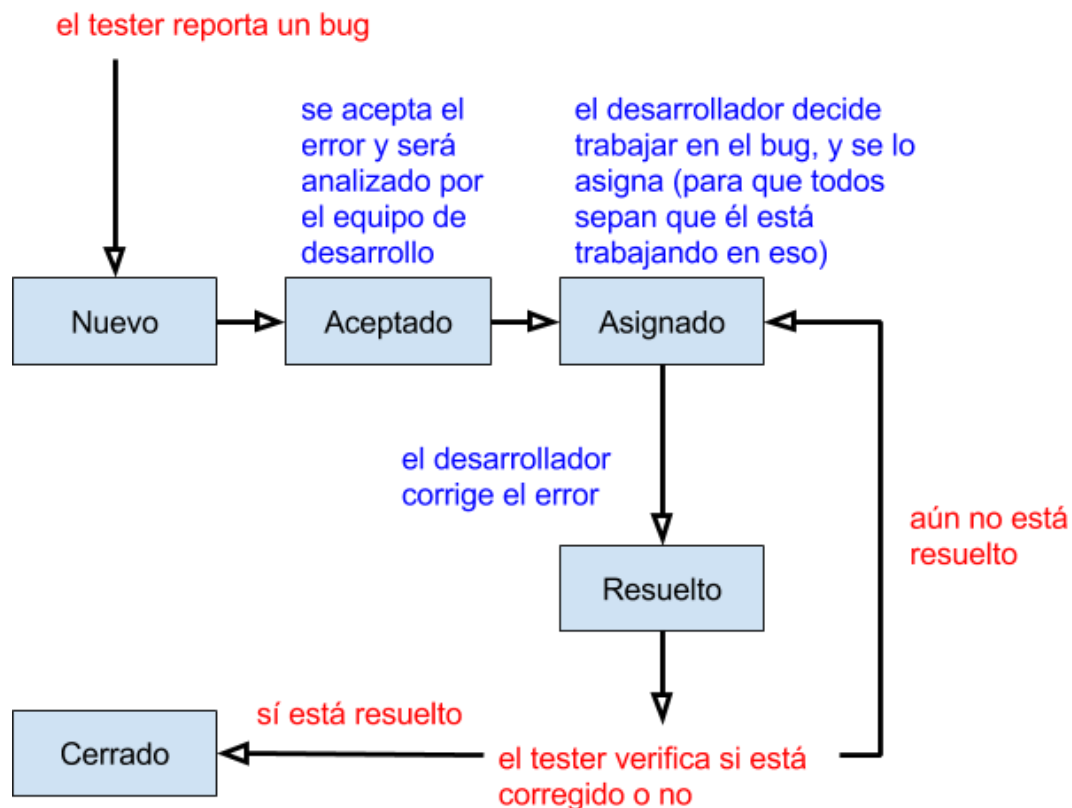 el tester reporta un bug
se acepta el
error y será
analizado por
el equipo de
desarrollo
el desarrollador decide
trabajar en el bug, y se lo
asigna (para que todos
sepan que él está
trabajando en eso)
Nuevo
Aceptado
Asignado
el desarrollador
corrige el error
aún no está
resuelto
Resuelto
sí está resuelto
Cerrado
el tester verifica si está
corregido o no